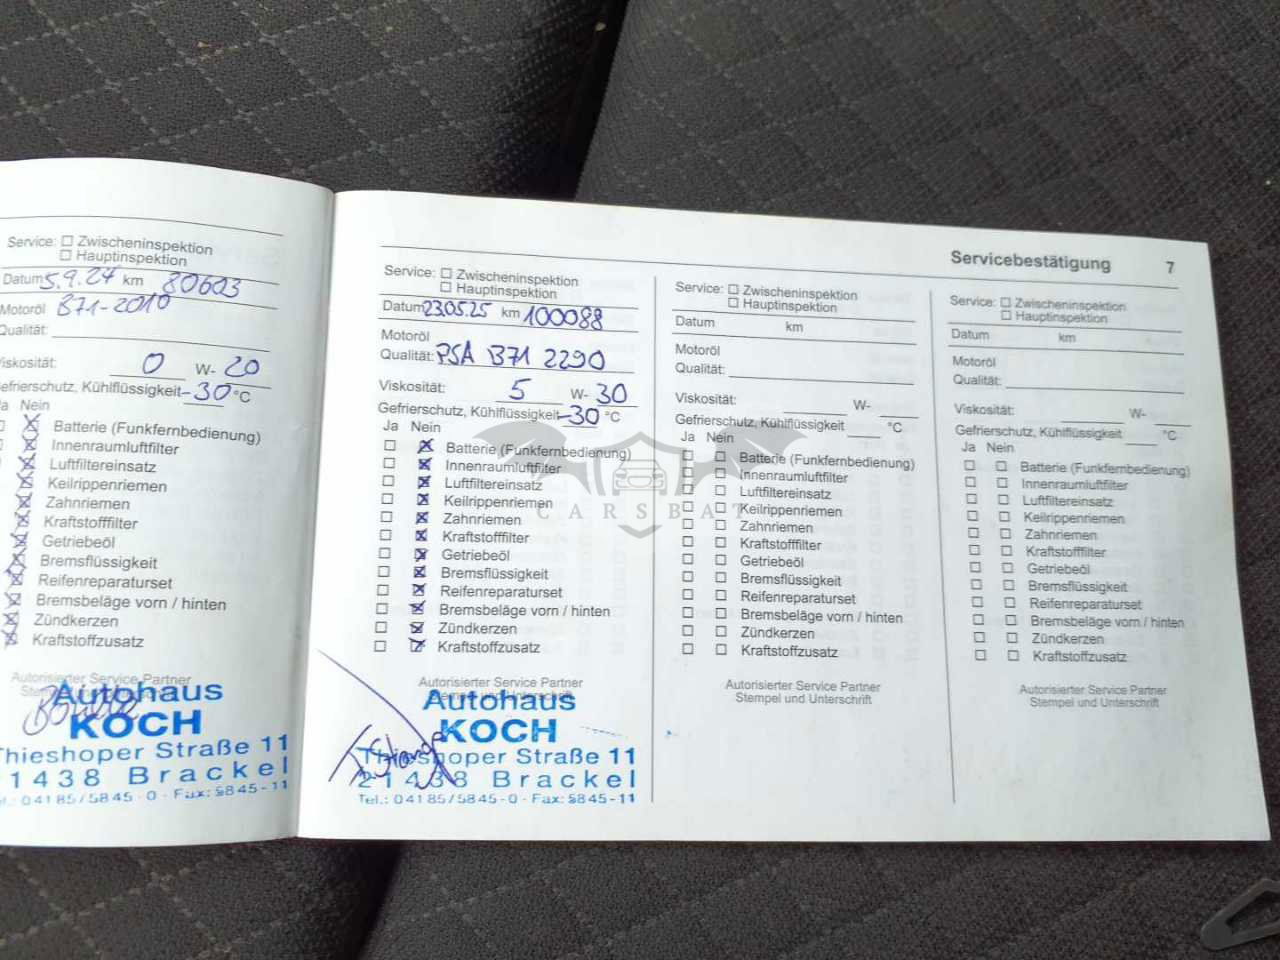 Service: Zwischeninspektion
Hauptinspektion
Datum 5.9.24 km 80603
Motoröl B71-2010
Qualität:
Viskosität: 0 W- 20
Gefrierschutz, Kühlflüssigkeit -30 °C
Ja Nein
Batterie (Funkfernbedienung)
Innenraumluftfilter
Luftfiltereinsatz
Keilrippenriemen
Zahnriemen
Kraftstofffilter
Getriebeöl
Bremsflüssigkeit
Reifenreparaturset
Bremsbeläge vorn / hinten
Zündkerzen
Kraftstoffzusatz
Autorisierter Service Partner
Autohaus
KOCH
Thieshoper Straße 11
21438 Brackel
Tel.: 04185/5845-0 · Fax: 5845-11
Servicebestätigung 7
Service: Zwischeninspektion
Hauptinspektion
Datum 23.05.25 km 100088
Motoröl
Qualität: PSA B71 2290
Viskosität: 5 W- 30
Gefrierschutz, Kühlflüssigkeit -30 °C
Ja Nein
Batterie (Funkfernbedienung)
Innenraumluftfilter
Luftfiltereinsatz
Keilrippenriemen
Zahnriemen
Kraftstofffilter
Getriebeöl
Bremsflüssigkeit
Reifenreparaturset
Bremsbeläge vorn / hinten
Zündkerzen
Kraftstoffzusatz
Autorisierter Service Partner
Stempel und Unterschrift
Autohaus
KOCH
Thieshoper Straße 11
21438 Brackel
Tel.: 04185/5845-0 · Fax: 5845-11
Service: Zwischeninspektion
Hauptinspektion
Datum km
Motoröl
Qualität:
Viskosität: W-
Gefrierschutz, Kühlflüssigkeit °C
Ja Nein
Batterie (Funkfernbedienung)
Innenraumluftfilter
Luftfiltereinsatz
Keilrippenriemen
Zahnriemen
Kraftstofffilter
Getriebeöl
Bremsflüssigkeit
Reifenreparaturset
Bremsbeläge vorn / hinten
Zündkerzen
Kraftstoffzusatz
Autorisierter Service Partner
Stempel und Unterschrift
Service: Zwischeninspektion
Hauptinspektion
Datum km
Motoröl
Qualität:
Viskosität: W-
Gefrierschutz, Kühlflüssigkeit °C
Ja Nein
Batterie (Funkfernbedienung)
Innenraumluftfilter
Luftfiltereinsatz
Keilrippenriemen
Zahnriemen
Kraftstofffilter
Getriebeöl
Bremsflüssigkeit
Reifenreparaturset
Bremsbeläge vorn / hinten
Zündkerzen
Kraftstoffzusatz
Autorisierter Service Partner
Stempel und Unterschrift
CARSBAT